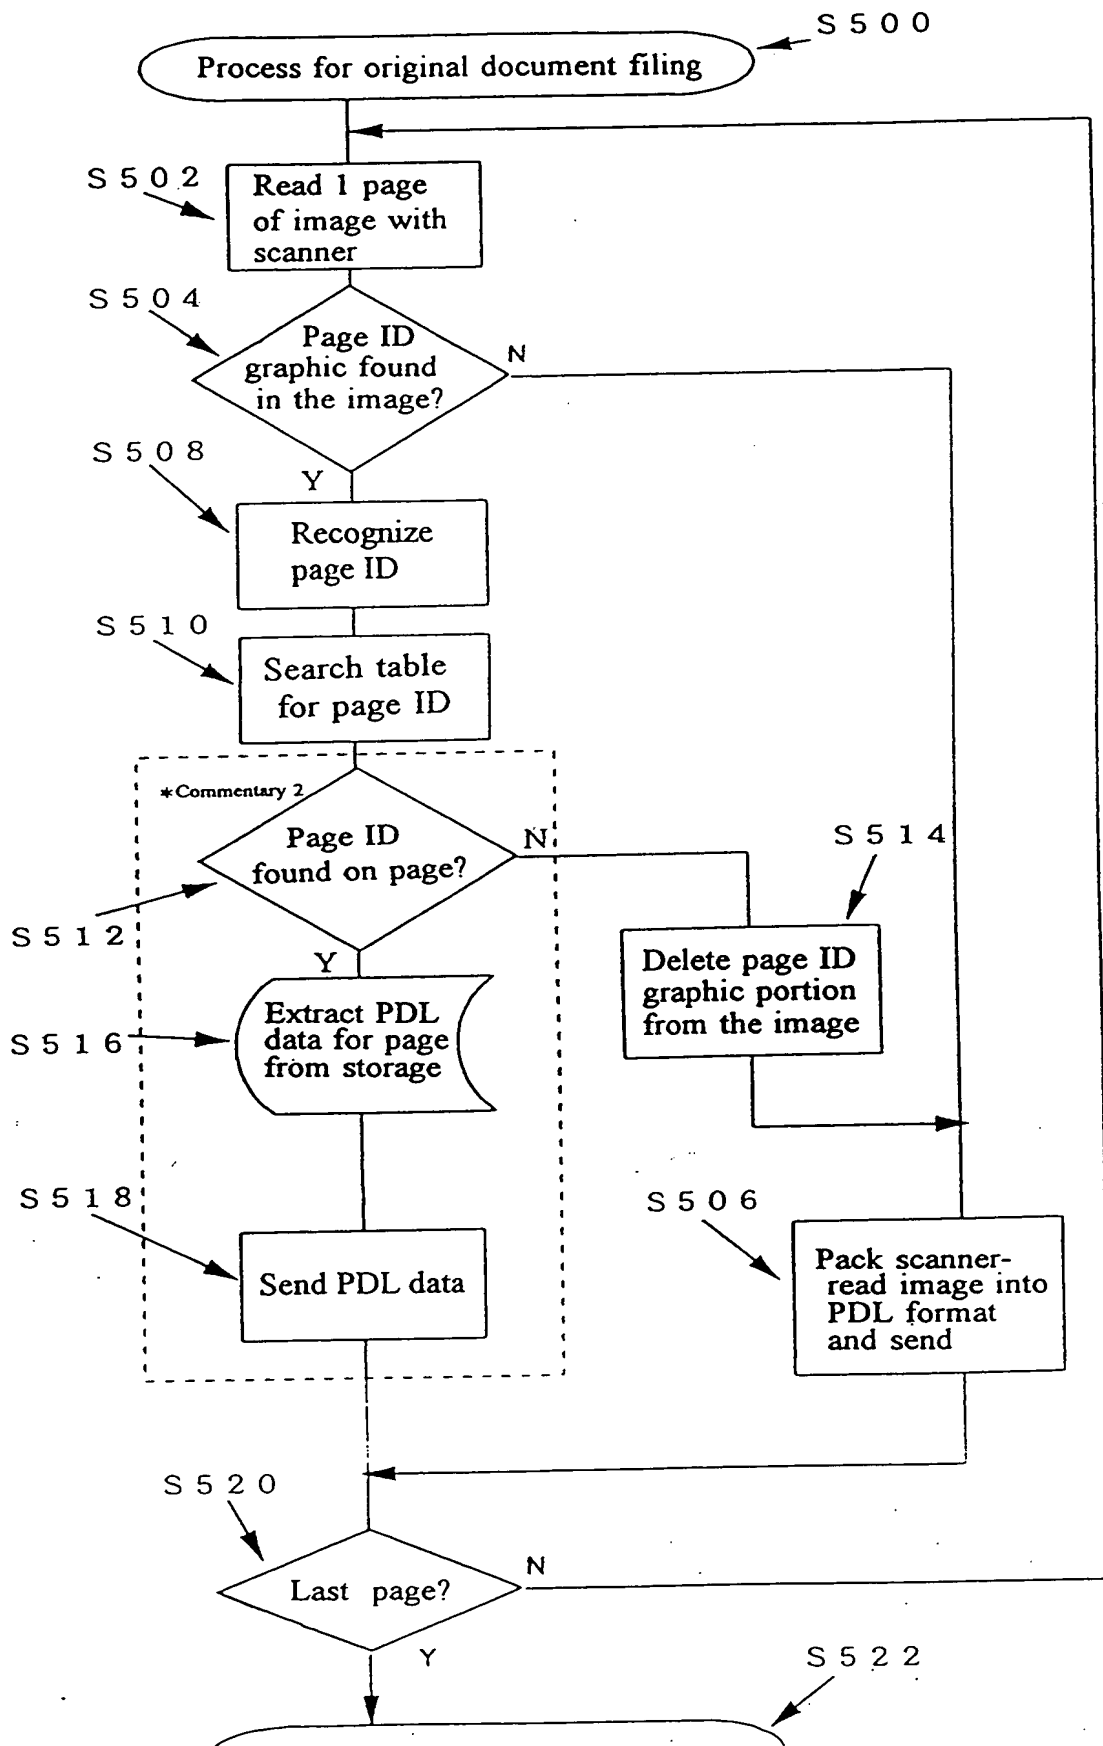 S500
Process for original document filing
S502
Read 1 page
of image with
scanner
S504
Page ID
graphic found
in the image?
N
S508
Y
Recognize
page ID
S510
Search table
for page ID
*Commentary 2
Page ID
found on page?
N
S514
S512
Y
Delete page ID
graphic portion
from the image
Extract PDL
data for page
from storage
S516
S518
S506
Send PDL data
Pack scanner-
read image into
PDL format
and send
S520
Last page?
N
Y
S522